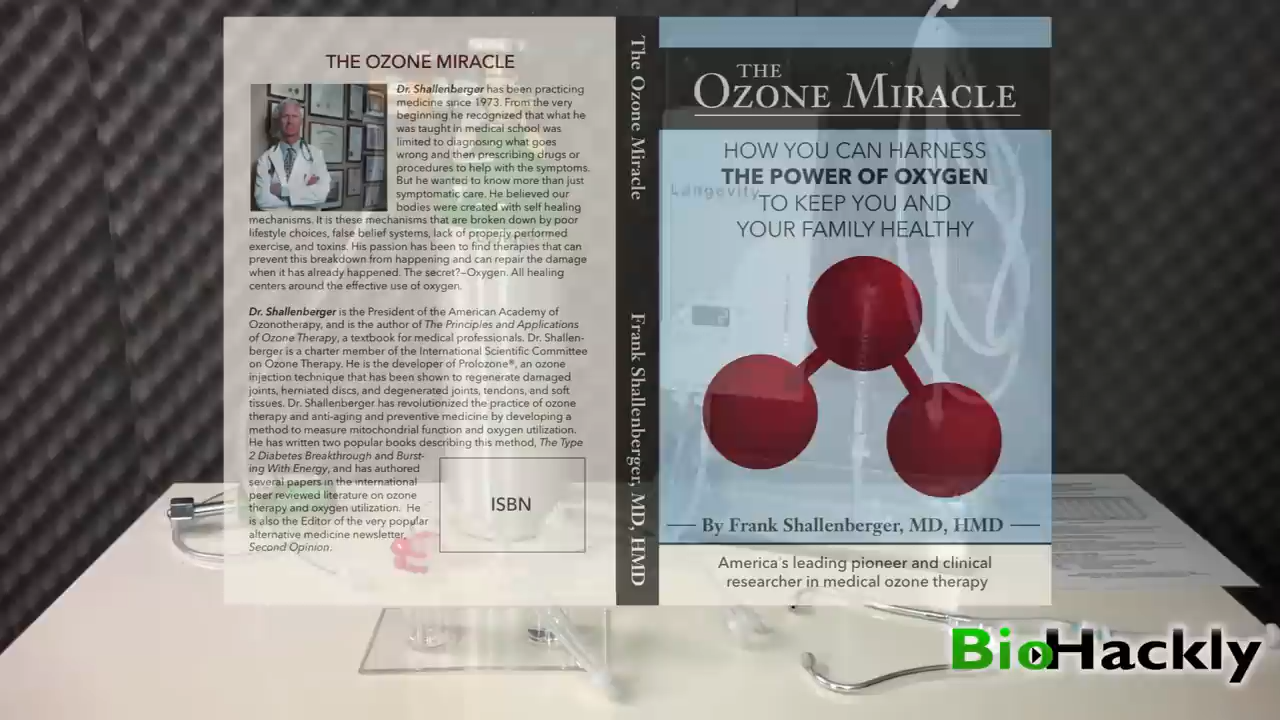 THE OZONE MIRACLE
Dr. Shallenberger has been practicing
medicine since 1973. From the very
beginning he recognized that what he
was taught in medical school was
limited to diagnosing what goes
wrong and then prescribing drugs or
procedures to help with the symptoms.
But he wanted to know more than just
symptomatic care. He believed our
bodies were created with self healing
mechanisms. It is these mechanisms that are broken down by poor
lifestyle choices, false belief systems, lack of properly performed
exercise, and toxins. His passion has been to find therapies that can
prevent this breakdown from happening and can repair the damage
when it has already happened. The secret?–Oxygen. All healing
centers around the effective use of oxygen.
Dr. Shallenberger is the President of the American Academy of
Ozonotherapy, and is the author of The Principles and Applications
of Ozone Therapy, a textbook for medical professionals. Dr. Shallen-
berger is a charter member of the International Scientific Committee
on Ozone Therapy. He is the developer of Prolozone®, an ozone
injection technique that has been shown to regenerate damaged
joints, herniated discs, and degenerated joints, tendons, and soft
tissues. Dr. Shallenberger has revolutionized the practice of ozone
therapy and anti-aging and preventive medicine by developing a
method to measure mitochondrial function and oxygen utilization.
He has written two popular books describing this method, The Type
2 Diabetes Breakthrough and Burst-
ing With Energy, and has authored
several papers in the international
peer reviewed literature on ozone
therapy and oxygen utilization. He
is also the Editor of the very popular
alternative medicine newsletter,
Second Opinion.
ISBN
The Ozone Miracle
Frank Shallenberger, MD, HMD
THE
OZONE MIRACLE
HOW YOU CAN HARNESS
THE POWER OF OXYGEN
TO KEEP YOU AND
YOUR FAMILY HEALTHY
Longevity
By Frank Shallenberger, MD, HMD
America's leading pioneer and clinical
researcher in medical ozone therapy
BioHackly